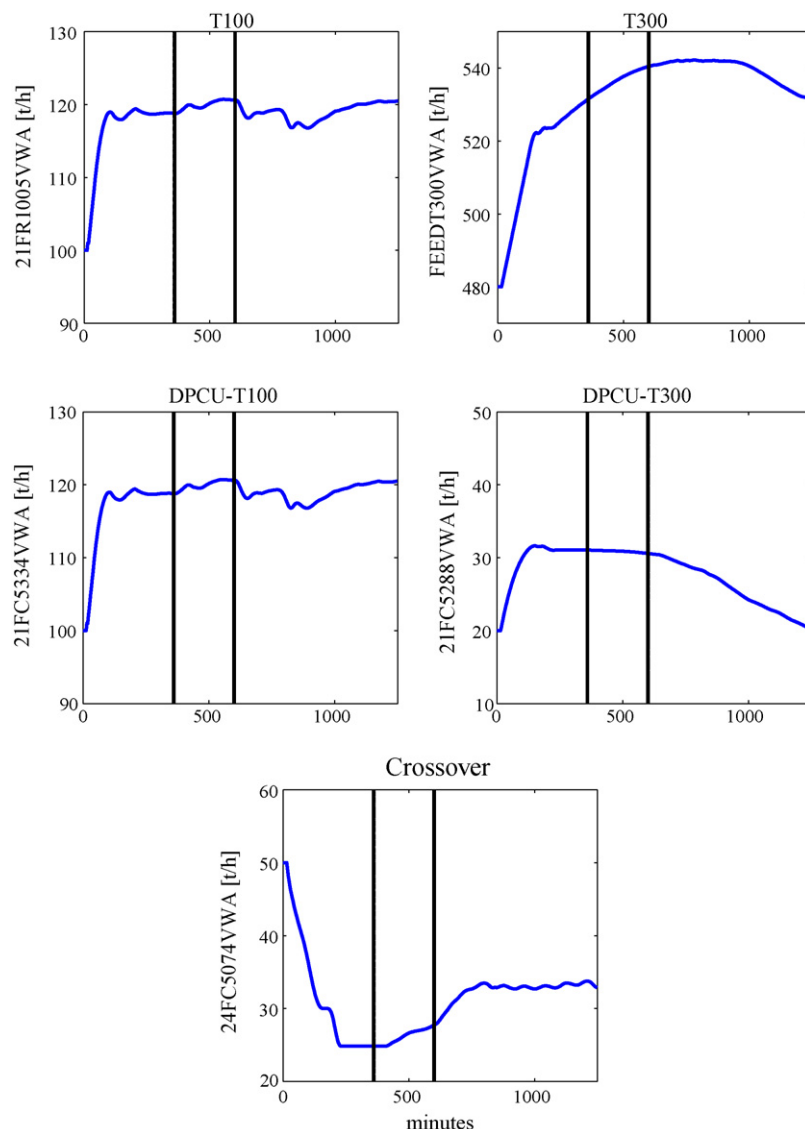 T100
130
120
110
100
90
21FR1005VWA [t/h]
0 500 1000
T300
540
520
500
480
FEEDT300VWA [t/h]
0 500 1000
DPCU-T100
130
120
110
100
90
21FC5334VWA [t/h]
0 500 1000
DPCU-T300
50
40
30
20
10
21FC5288VWA [t/h]
0 500 1000
Crossover
60
50
40
30
20
24FC5074VWA [t/h]
0 500 1000
minutes